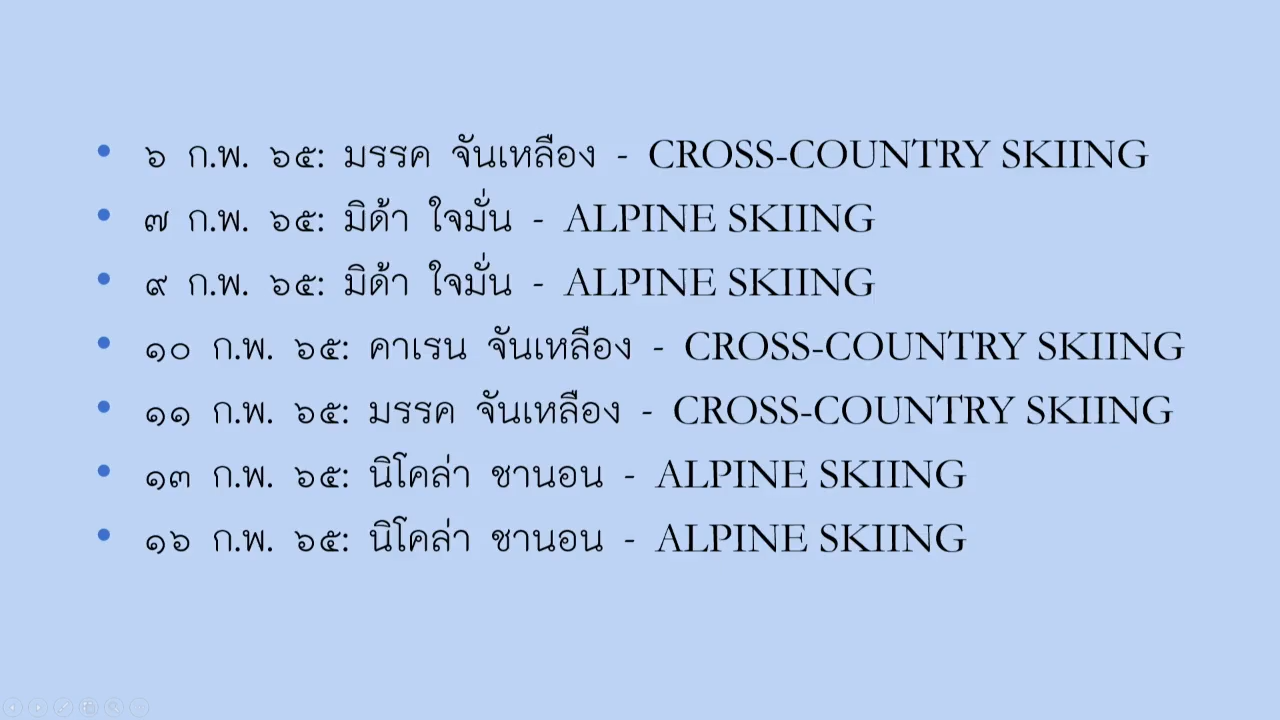 • ๖ ก.พ. ๖๕: มรรค จันเหลือง - CROSS-COUNTRY SKIING
• ๗ ก.พ. ๖๕: มิด้า ใจมั่น - ALPINE SKIING
• ๙ ก.พ. ๖๕: มิด้า ใจมั่น - ALPINE SKIING
• ๑๐ ก.พ. ๖๕: คาเรน จันเหลือง - CROSS-COUNTRY SKIING
• ๑๑ ก.พ. ๖๕: มรรค จันเหลือง - CROSS-COUNTRY SKIING
• ๑๓ ก.พ. ๖๕: นิโคล่า ซานอน - ALPINE SKIING
• ๑๖ ก.พ. ๖๕: นิโคล่า ซานอน - ALPINE SKIING